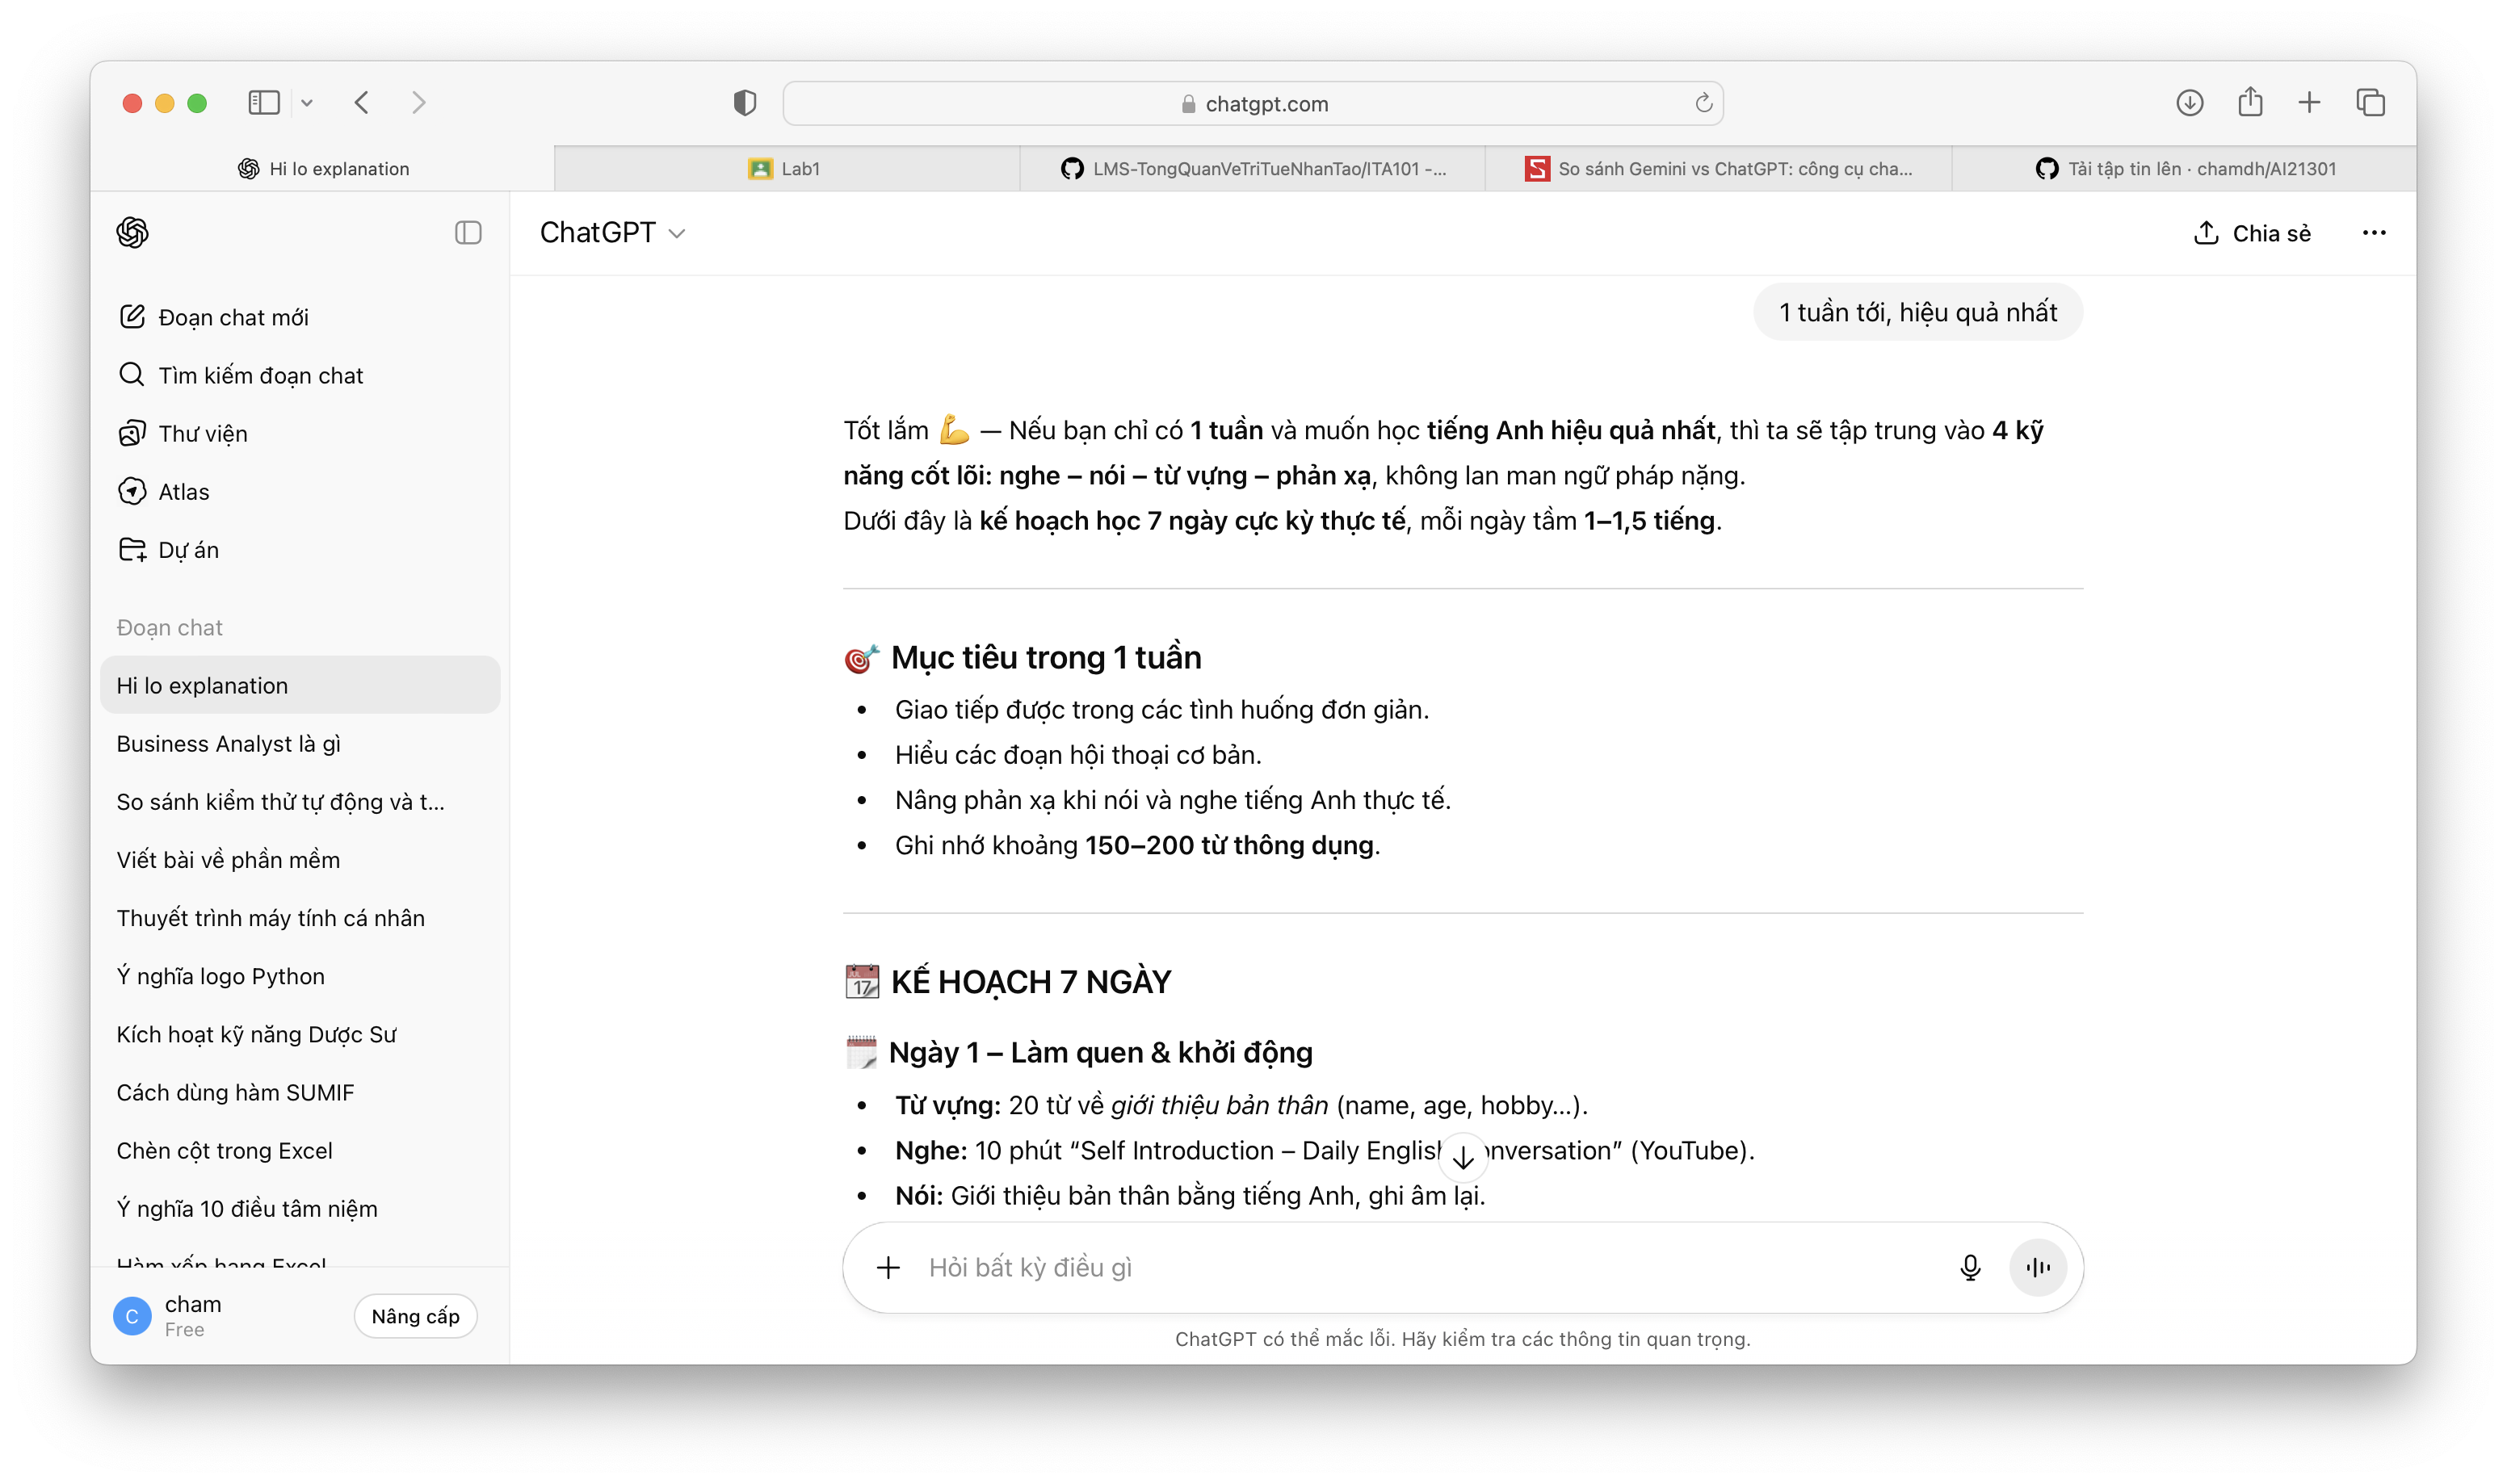 chatgpt.com
Hi lo explanation
Lab1
LMS-TongQuanVeTriTueNhanTao/ITA101 -...
So sánh Gemini vs ChatGPT: công cụ cha...
Tải tập tin lên · chamdh/AI21301
ChatGPT
Chia sẻ
Đoạn chat mới
Tìm kiếm đoạn chat
Thư viện
Atlas
Dự án
Đoạn chat
Hi lo explanation
Business Analyst là gì
So sánh kiểm thử tự động và t...
Viết bài về phần mềm
Thuyết trình máy tính cá nhân
Ý nghĩa logo Python
Kích hoạt kỹ năng Dược Sư
Cách dùng hàm SUMIF
Chèn cột trong Excel
Ý nghĩa 10 điều tâm niệm
Hàm xếp hạng Excel
C
cham
Free
Nâng cấp
1 tuần tới, hiệu quả nhất
Tốt lắm 💪 — Nếu bạn chỉ có 1 tuần và muốn học tiếng Anh hiệu quả nhất, thì ta sẽ tập trung vào 4 kỹ
năng cốt lõi: nghe – nói – từ vựng – phản xạ, không lan man ngữ pháp nặng.
Dưới đây là kế hoạch học 7 ngày cực kỳ thực tế, mỗi ngày tầm 1–1,5 tiếng.
🎯 Mục tiêu trong 1 tuần
• Giao tiếp được trong các tình huống đơn giản.
• Hiểu các đoạn hội thoại cơ bản.
• Nâng phản xạ khi nói và nghe tiếng Anh thực tế.
• Ghi nhớ khoảng 150–200 từ thông dụng.
📅 KẾ HOẠCH 7 NGÀY
🗓️ Ngày 1 – Làm quen & khởi động
• Từ vựng: 20 từ về giới thiệu bản thân (name, age, hobby...).
• Nghe: 10 phút “Self Introduction – Daily English nversation” (YouTube).
• Nói: Giới thiệu bản thân bằng tiếng Anh, ghi âm lại.
Hỏi bất kỳ điều gì
ChatGPT có thể mắc lỗi. Hãy kiểm tra các thông tin quan trọng.